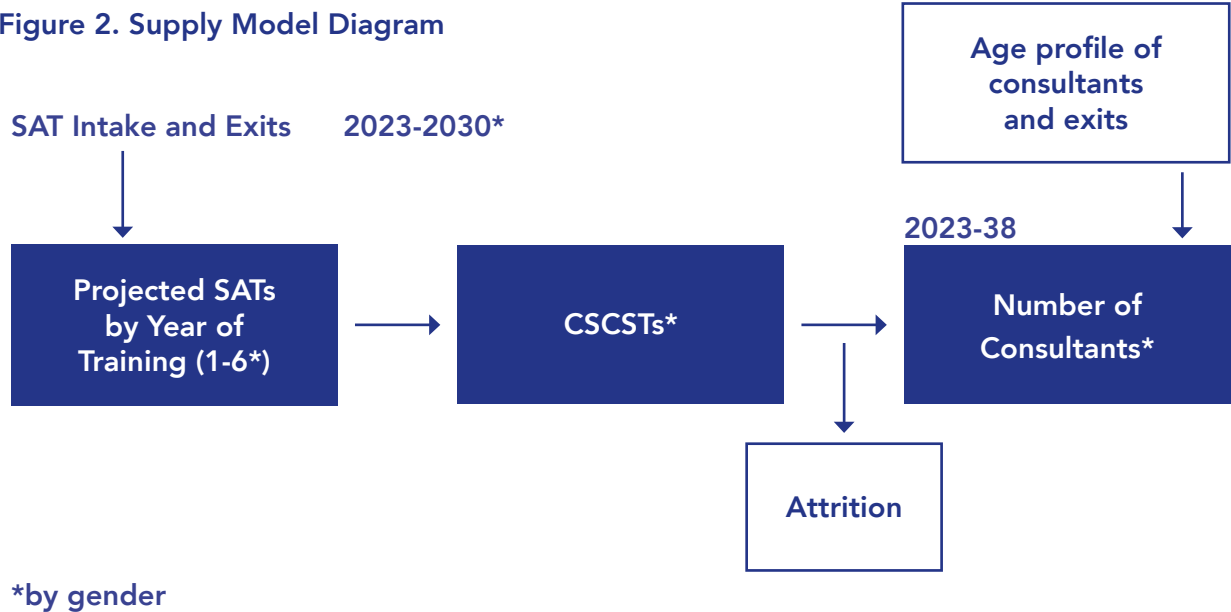 Figure 2. Supply Model Diagram
Age profile of
consultants
and exits
SAT Intake and Exits 2023-2030*
2023-38
Projected SATs
by Year of
Training (1-6*)
CSCSTs*
Number of
Consultants*
Attrition
*by gender